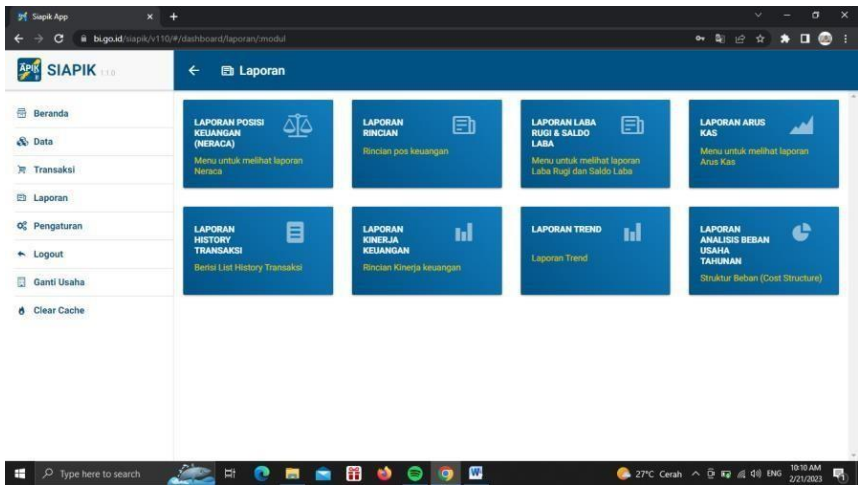 Siapik App
bi.go.id/siapik/v110/#/dashboard/laporan/:modul
APIK
SIAPIK 1.1.0
Laporan
Beranda
Data
Transaksi
Laporan
Pengaturan
Logout
Ganti Usaha
Clear Cache
LAPORAN POSISI
KEUANGAN
(NERACA)
Menu untuk melihat laporan
Neraca
LAPORAN
RINCIAN
Rincian pos keuangan
LAPORAN LABA
RUGI & SALDO
LABA
Menu untuk melihat laporan
Laba Rugi dan Saldo Laba
LAPORAN ARUS
KAS
Menu untuk melihat laporan
Arus Kas
LAPORAN
HISTORY
TRANSAKSI
Berisi List History Transaksi
LAPORAN
KINERJA
KEUANGAN
Rincian Kinerja keuangan
LAPORAN TREND
Laporan Trend
LAPORAN
ANALISIS BEBAN
USAHA
TAHUNAN
Struktur Beban (Cost Structure)
Type here to search
27°C Cerah
ENG
10:10 AM
2/21/2023